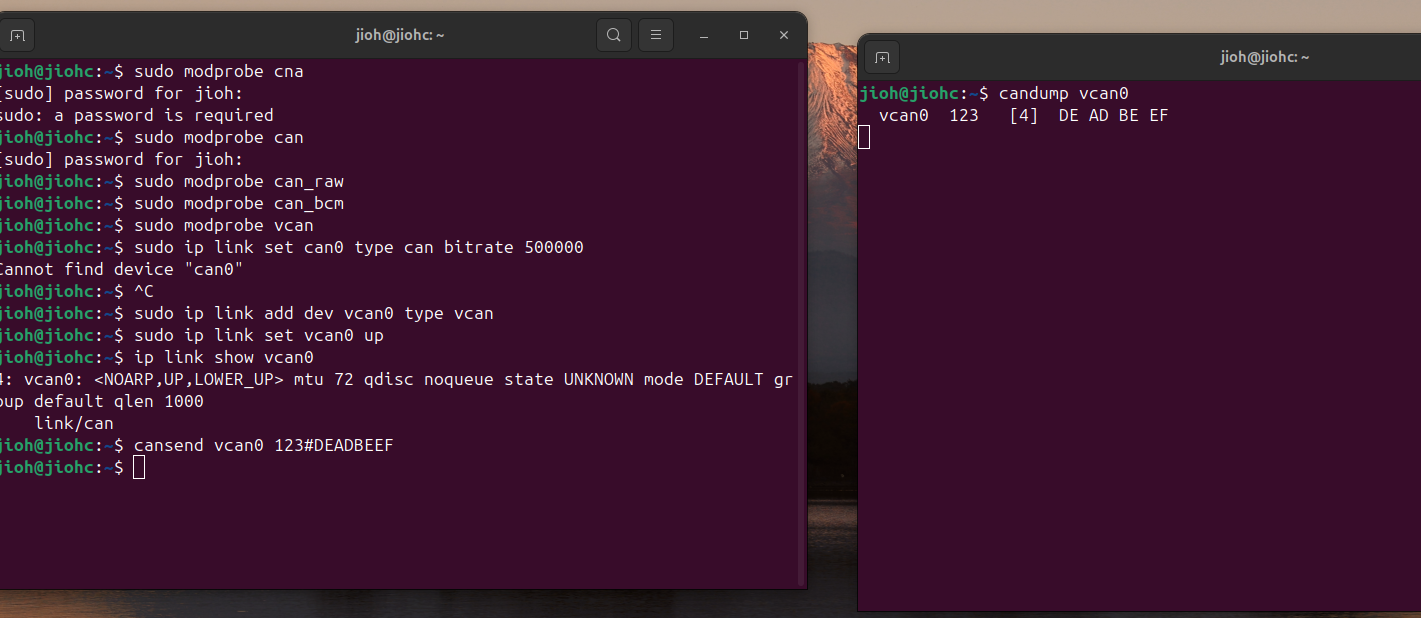 jioh@jiohc: ~
jioh@jiohc:~$ sudo modprobe cna
[sudo] password for jioh:
sudo: a password is required
jioh@jiohc:~$ sudo modprobe can
[sudo] password for jioh:
jioh@jiohc:~$ sudo modprobe can_raw
jioh@jiohc:~$ sudo modprobe can_bcm
jioh@jiohc:~$ sudo modprobe vcan
jioh@jiohc:~$ sudo ip link set can0 type can bitrate 500000
Cannot find device "can0"
jioh@jiohc:~$ ^C
jioh@jiohc:~$ sudo ip link add dev vcan0 type vcan
jioh@jiohc:~$ sudo ip link set vcan0 up
jioh@jiohc:~$ ip link show vcan0
4: vcan0: <NOARP,UP,LOWER_UP> mtu 72 qdisc noqueue state UNKNOWN mode DEFAULT gr
oup default qlen 1000
    link/can
jioh@jiohc:~$ cansend vcan0 123#DEADBEEF
jioh@jiohc:~$
jioh@jiohc: ~
jioh@jiohc:~$ candump vcan0
  vcan0  123   [4]  DE AD BE EF